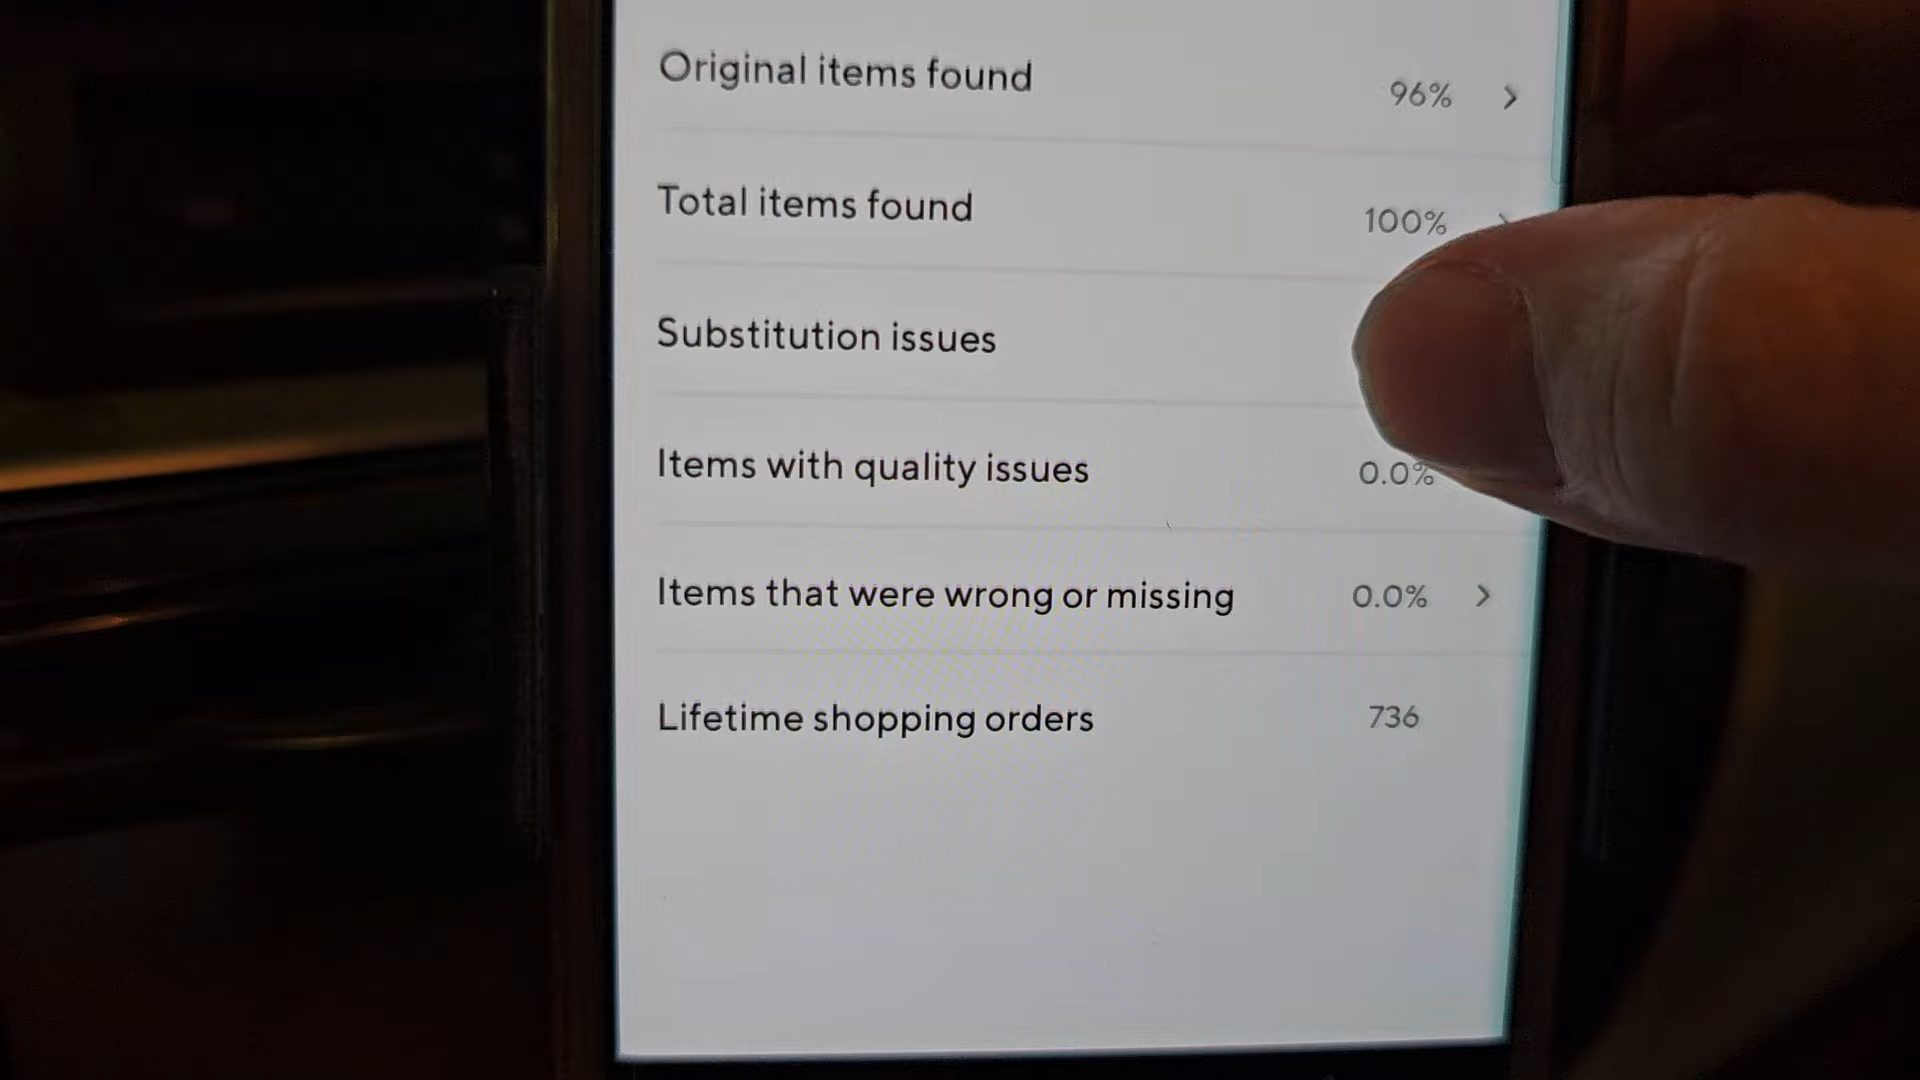 Original items found 96%
Total items found 100%
Substitution issues
Items with quality issues 0.0%
Items that were wrong or missing 0.0%
Lifetime shopping orders 736